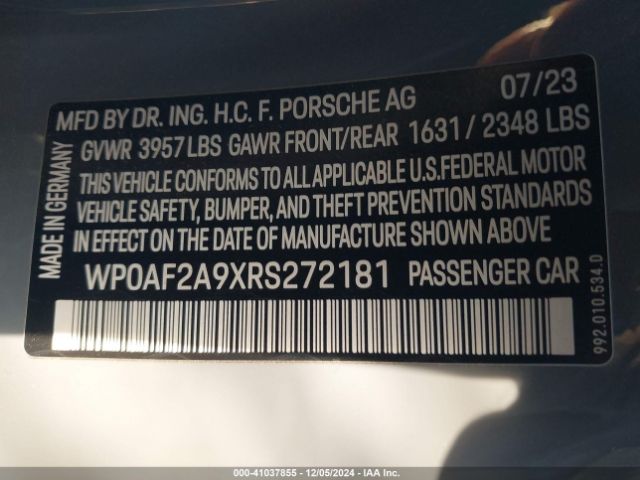 MFD BY DR. ING. H.C. F. PORSCHE AG 07/23
GVWR 3957 LBS GAWR FRONT/REAR 1631 / 2348 LBS
THIS VEHICLE CONFORMS TO ALL APPLICABLE U.S.FEDERAL MOTOR
VEHICLE SAFETY, BUMPER, AND THEFT PREVENTION STANDARDS
IN EFFECT ON THE DATE OF MANUFACTURE SHOWN ABOVE
WP0AF2A9XRS272181 PASSENGER CAR
MADE IN GERMANY
992.010.534.D
000-41037855 - 12/05/2024 - IAA Inc.